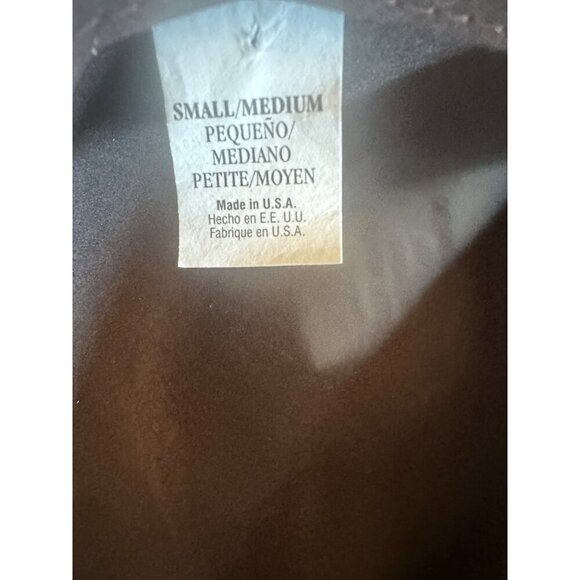 SMALL/MEDIUM
PEQUEÑO/
MEDIANO
PETITE/MOYEN
Made in U.S.A.
Hecho en E.E. U.U.
Fabrique en U.S.A.